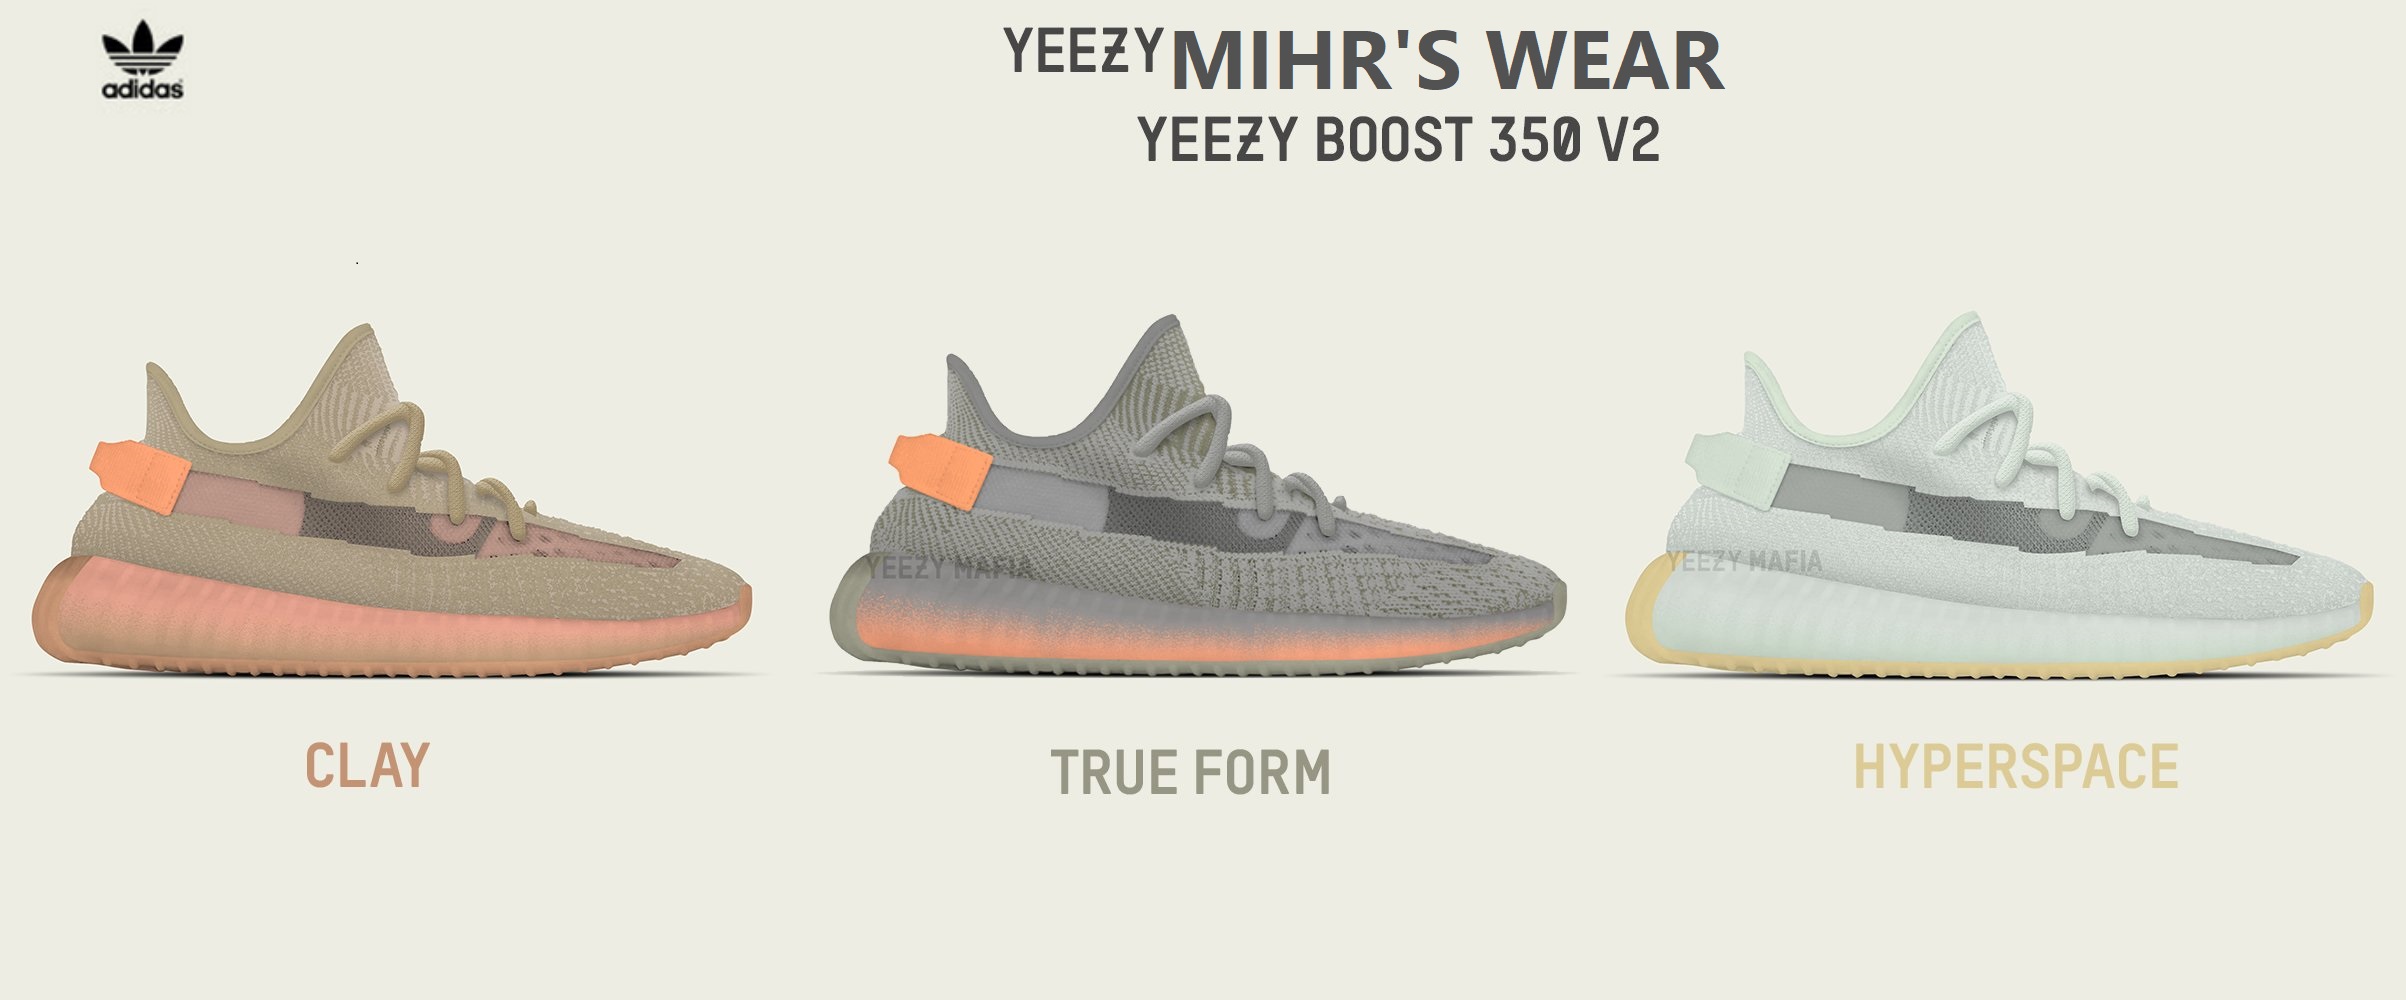 adidas
YEEZY MIHR'S WEAR
YEEZY BOOST 350 V2
YEEZY MAFIA
YEEZY MAFIA
CLAY
TRUE FORM
HYPERSPACE